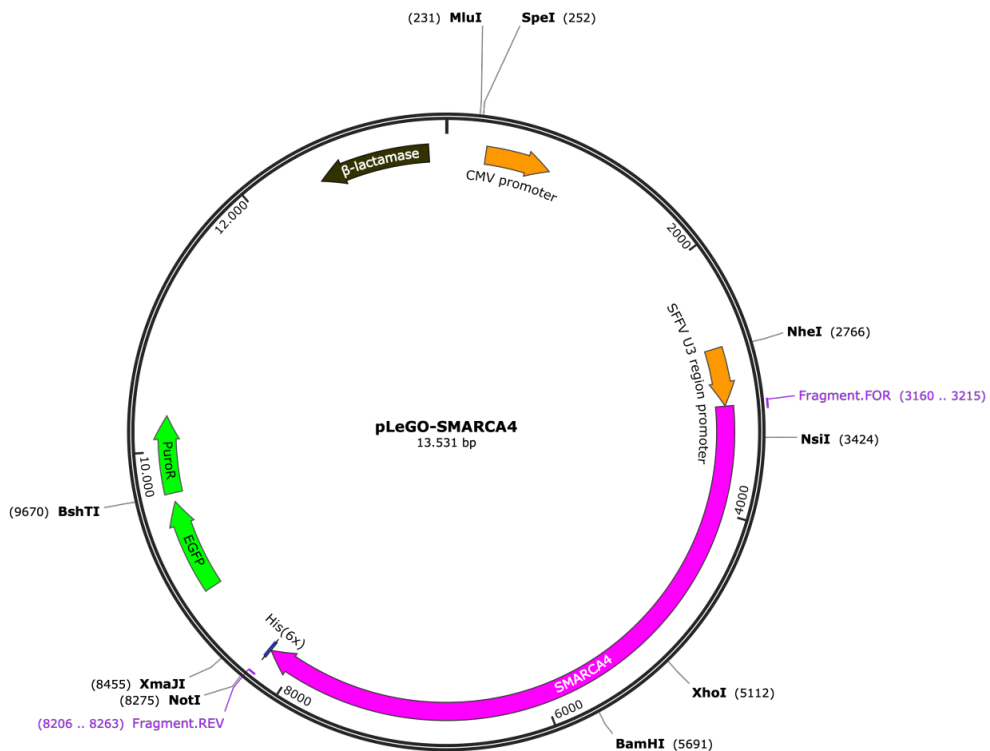 (231) MluI
SpeI (252)
β-lactamase
CMV promoter
12.000
2000
SFFV U3 region promoter
NheI (2766)
Fragment.FOR (3160 .. 3215)
NsiI (3424)
pLeGO-SMARCA4
13.531 bp
PuroR
10.000
4000
(9670) BshTI
EGFP
His(6x)
SMARCA4
(8455) XmaJI
(8275) NotI
(8206 .. 8263) Fragment.REV
8000
6000
XhoI (5112)
BamHI (5691)